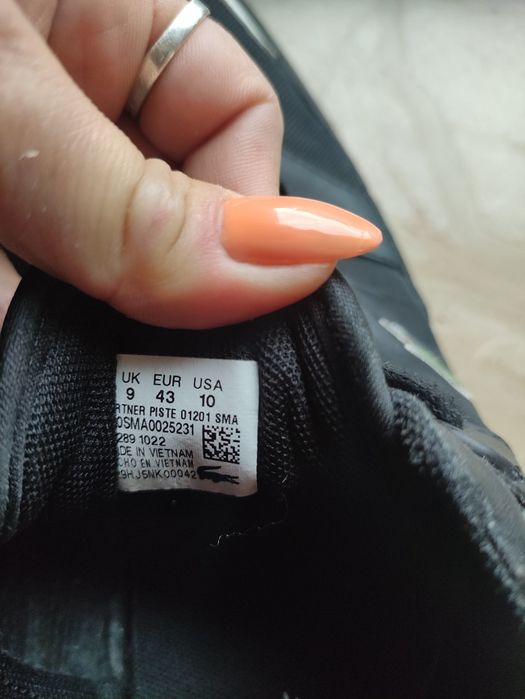 UK EUR USA
9 43 10
RTNER PISTE 01201 SMA
0SMA0025231
289 1022
DE IN VIETNAM
CHO EN VIETNAM
9HJ5NK00042